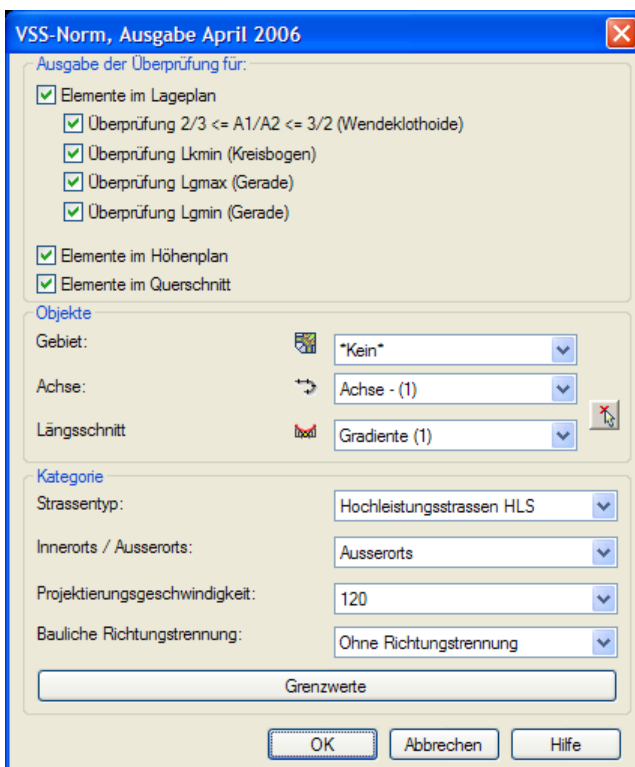 VSS-Norm, Ausgabe April 2006
Ausgabe der Überprüfung für:
Elemente im Lageplan
Überprüfung 2/3 <= A1/A2 <= 3/2 (Wendeklothoide)
Überprüfung Lkmin (Kreisbogen)
Überprüfung Lgmax (Gerade)
Überprüfung Lgmin (Gerade)
Elemente im Höhenplan
Elemente im Querschnitt
Objekte
Gebiet: *Kein*
Achse: Achse - (1)
Längsschnitt Gradiente (1)
Kategorie
Strassentyp: Hochleistungsstrassen HLS
Innerorts / Ausserorts: Ausserorts
Projektierungsgeschwindigkeit: 120
Bauliche Richtungstrennung: Ohne Richtungstrennung
Grenzwerte
OK Abbrechen Hilfe